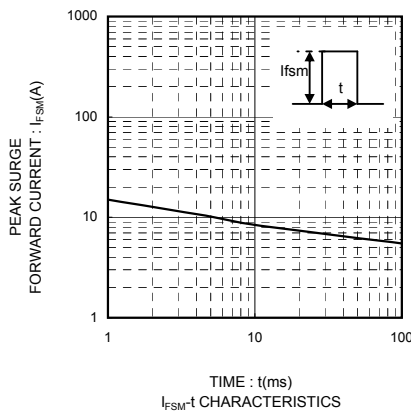 1000
100
10
1
1
10
100
PEAK SURGE
FORWARD CURRENT : IFSM(A)
Ifsm
t
TIME : t(ms)
IFSM-t CHARACTERISTICS